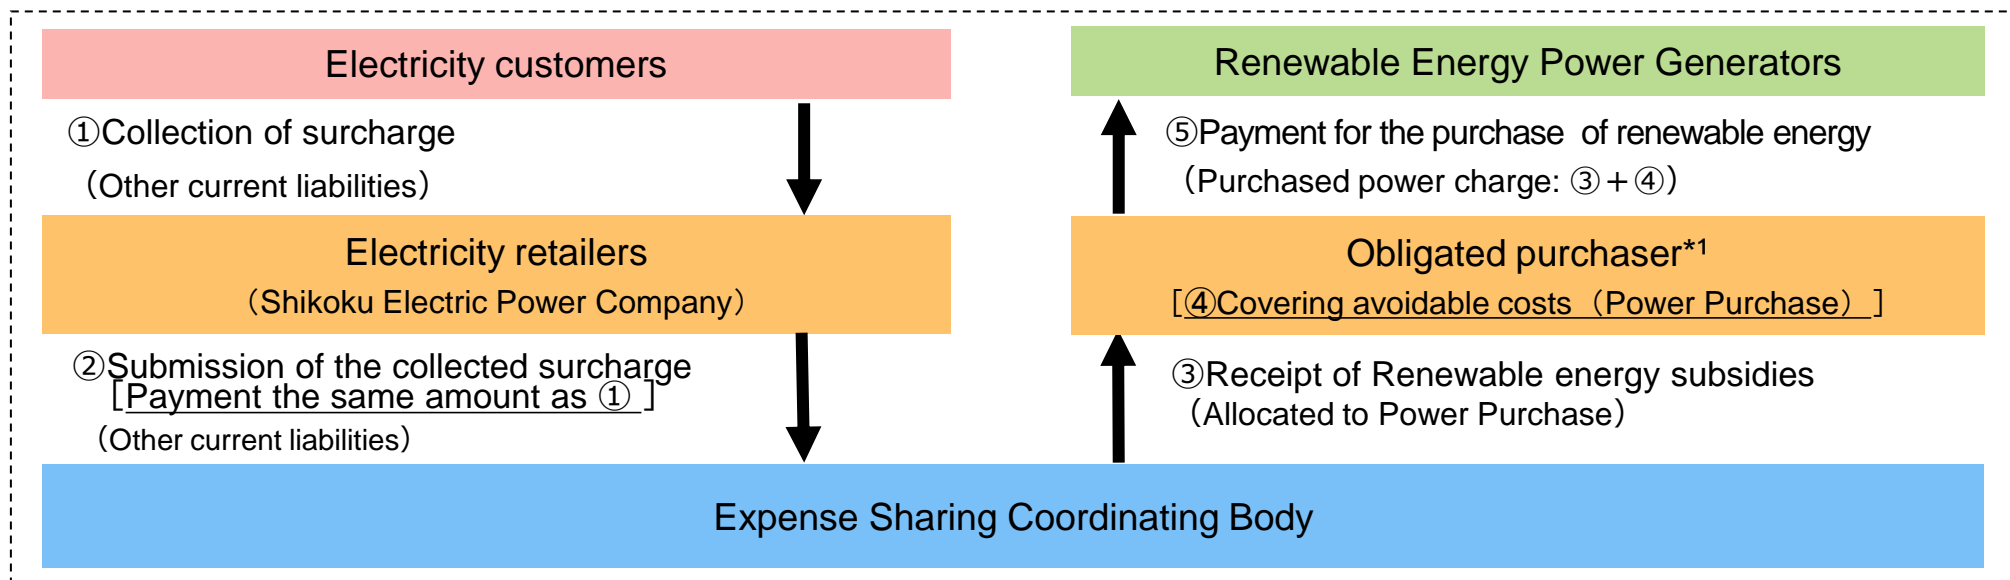 Electricity customers
①Collection of surcharge
（Other current liabilities）
Electricity retailers
（Shikoku Electric Power Company）
②Submission of the collected surcharge
［Payment the same amount as ① ］
（Other current liabilities）
Renewable Energy Power Generators
⑤Payment for the purchase of renewable energy
（Purchased power charge: ③＋④）
Obligated purchaser*¹
［④Covering avoidable costs（Power Purchase） ］
③Receipt of Renewable energy subsidies
（Allocated to Power Purchase）
Expense Sharing Coordinating Body